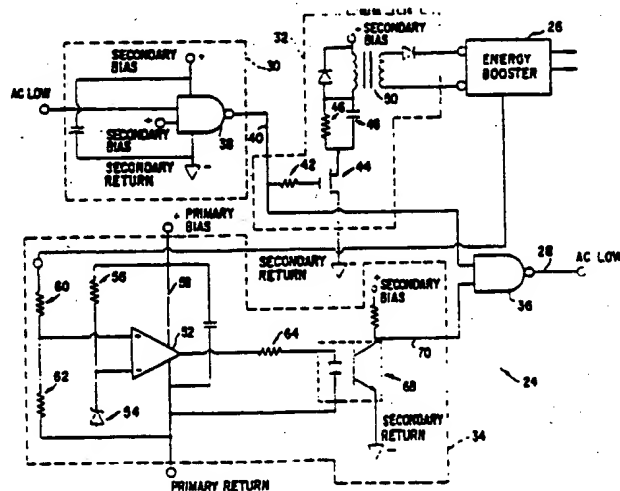 32
+
SECONDARY
BIAS
26
SECONDARY
BIAS
+
30
ENERGY
BOOSTER
AC LOW
50
+
SECONDARY
BIAS
38
46
48
SECONDARY
RETURN
-
40
42
44
+ PRIMARY BIAS
SECONDARY
RETURN
-
28
AC LOW
60
56
58
+
SECONDARY
BIAS
36
52
64
70
62
54
68
24
SECONDARY
RETURN
-
34
PRIMARY RETURN